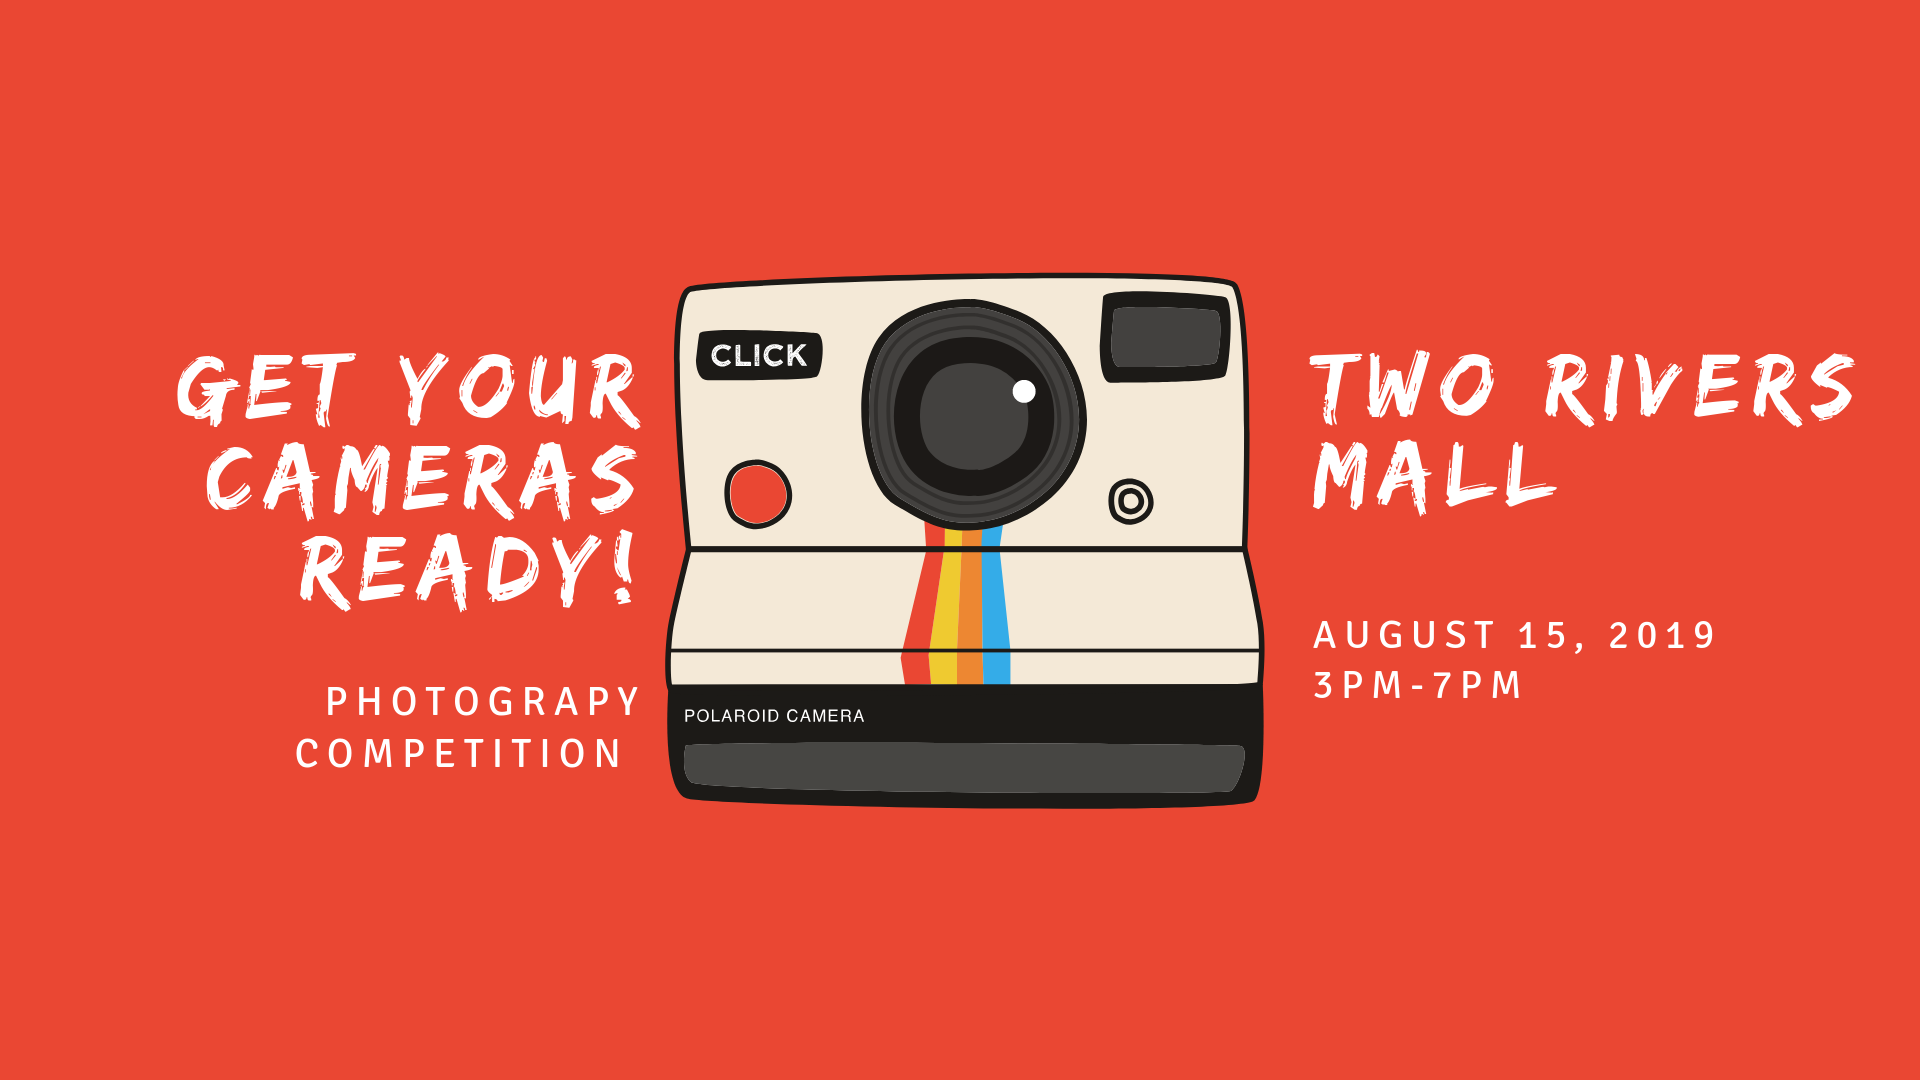 GET YOUR
CAMERAS
READY!
PHOTOGRAPY
COMPETITION
CLICK
POLAROID CAMERA
TWO RIVERS
MALL
AUGUST 15, 2019
3PM-7PM